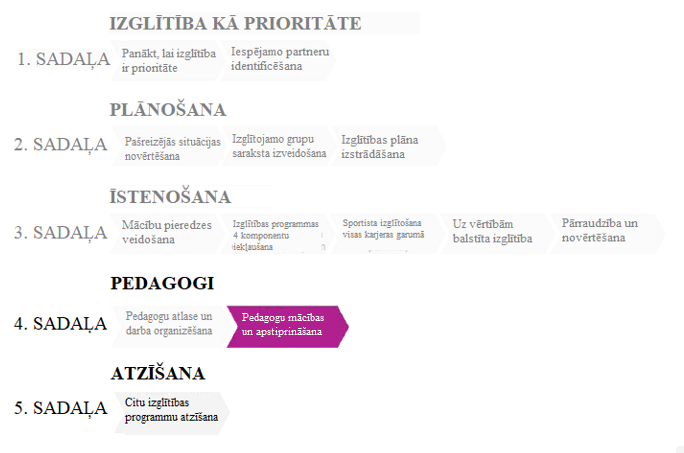 IZGLĪTĪBA KĀ PRIORITĀTE
1. SADAĻA
Panākt, lai izglītība
ir prioritāte
Iespējamo partneru
identificēšana
PLĀNOŠANA
2. SADAĻA
Pašreizējās situācijas
novērtēšana
Izglītojamo grupu
saraksta izveidošana
Izglītības plāna
izstrādāšana
ĪSTENOŠANA
3. SADAĻA
Mācību pieredzes
veidošana
Izglītības programmas
4 komponentu
iekļaušana
Sportista izglītošana
visas karjeras garumā
Uz vērtībām
balstīta izglītība
Pārraudzība un
novērtēšana
PEDAGOGI
4. SADAĻA
Pedagogu atlase un
darba organizēšana
Pedagogu mācības
un apstiprināšana
ATZĪŠANA
5. SADAĻA
Citu izglītības
programmu atzīšana